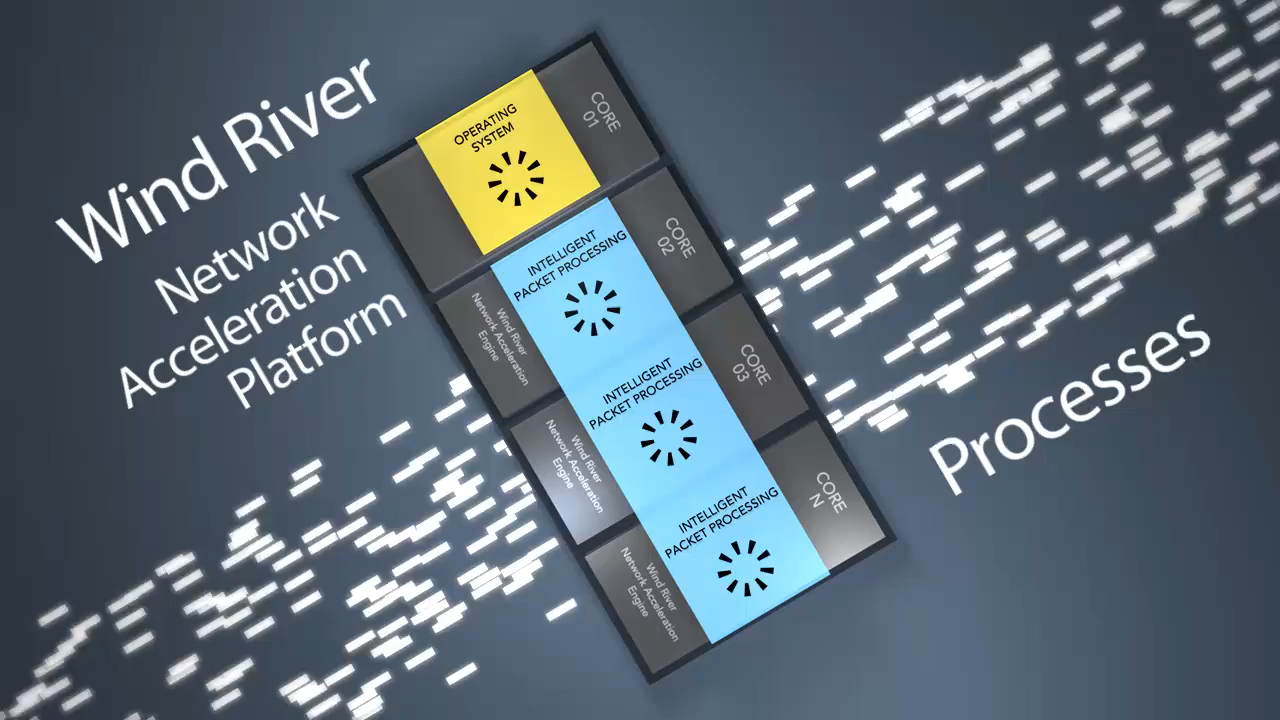 Wind River
Network
Acceleration
Platform
OPERATING
SYSTEM
CORE
01
INTELLIGENT
PACKET PROCESSING
CORE
02
Wind River
Network Acceleration
Engine
INTELLIGENT
PACKET PROCESSING
CORE
03
Wind River
Network Acceleration
Engine
INTELLIGENT
PACKET PROCESSING
CORE
N
Wind River
Network Acceleration
Engine
Processes